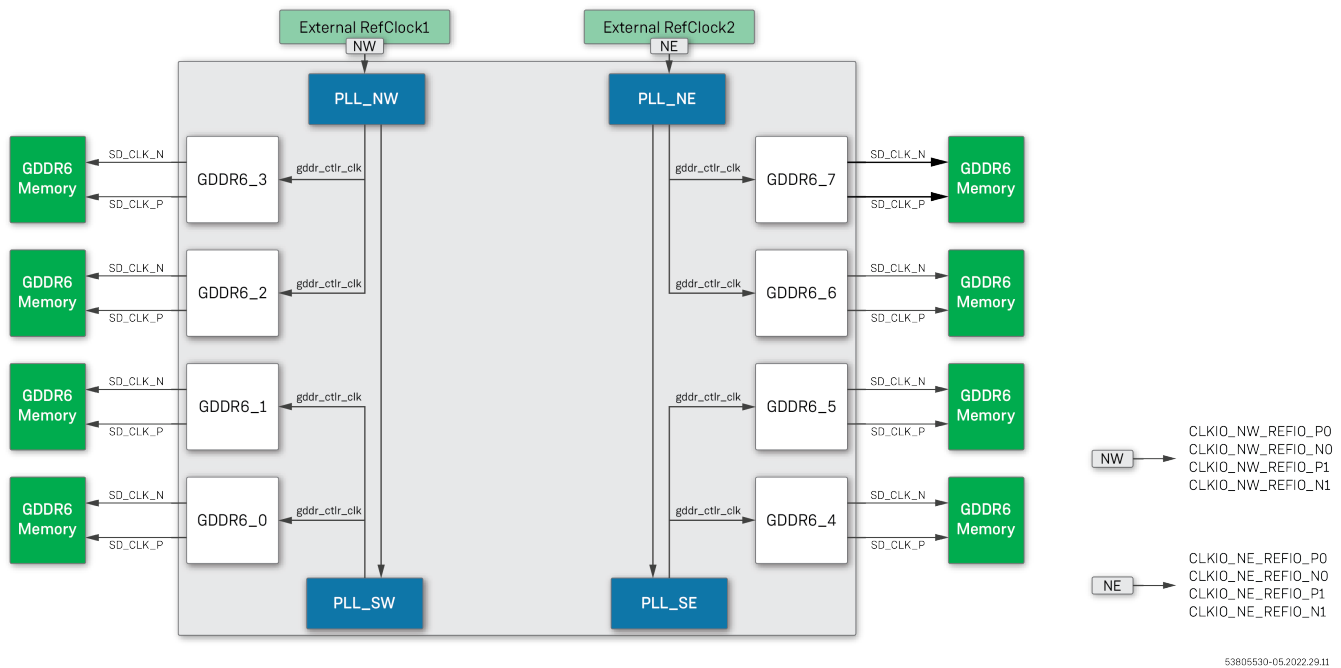 External RefClock1
External RefClock2
NW
NE
PLL_NW
PLL_NE
GDDR6
Memory
SD_CLK_N
SD_CLK_P
GDDR6_3
gddr_ctlr_clk
gddr_ctlr_clk
GDDR6_7
SD_CLK_N
SD_CLK_P
GDDR6
Memory
GDDR6
Memory
SD_CLK_N
SD_CLK_P
GDDR6_2
gddr_ctlr_clk
gddr_ctlr_clk
GDDR6_6
SD_CLK_N
SD_CLK_P
GDDR6
Memory
GDDR6
Memory
SD_CLK_N
SD_CLK_P
GDDR6_1
gddr_ctlr_clk
gddr_ctlr_clk
GDDR6_5
SD_CLK_N
SD_CLK_P
GDDR6
Memory
GDDR6
Memory
SD_CLK_N
SD_CLK_P
GDDR6_0
gddr_ctlr_clk
gddr_ctlr_clk
GDDR6_4
SD_CLK_N
SD_CLK_P
GDDR6
Memory
PLL_SW
PLL_SE
NW
CLKIO_NW_REFIO_P0
CLKIO_NW_REFIO_N0
CLKIO_NW_REFIO_P1
CLKIO_NW_REFIO_N1
NE
CLKIO_NE_REFIO_P0
CLKIO_NE_REFIO_N0
CLKIO_NE_REFIO_P1
CLKIO_NE_REFIO_N1
53805530-05.2022.29.11